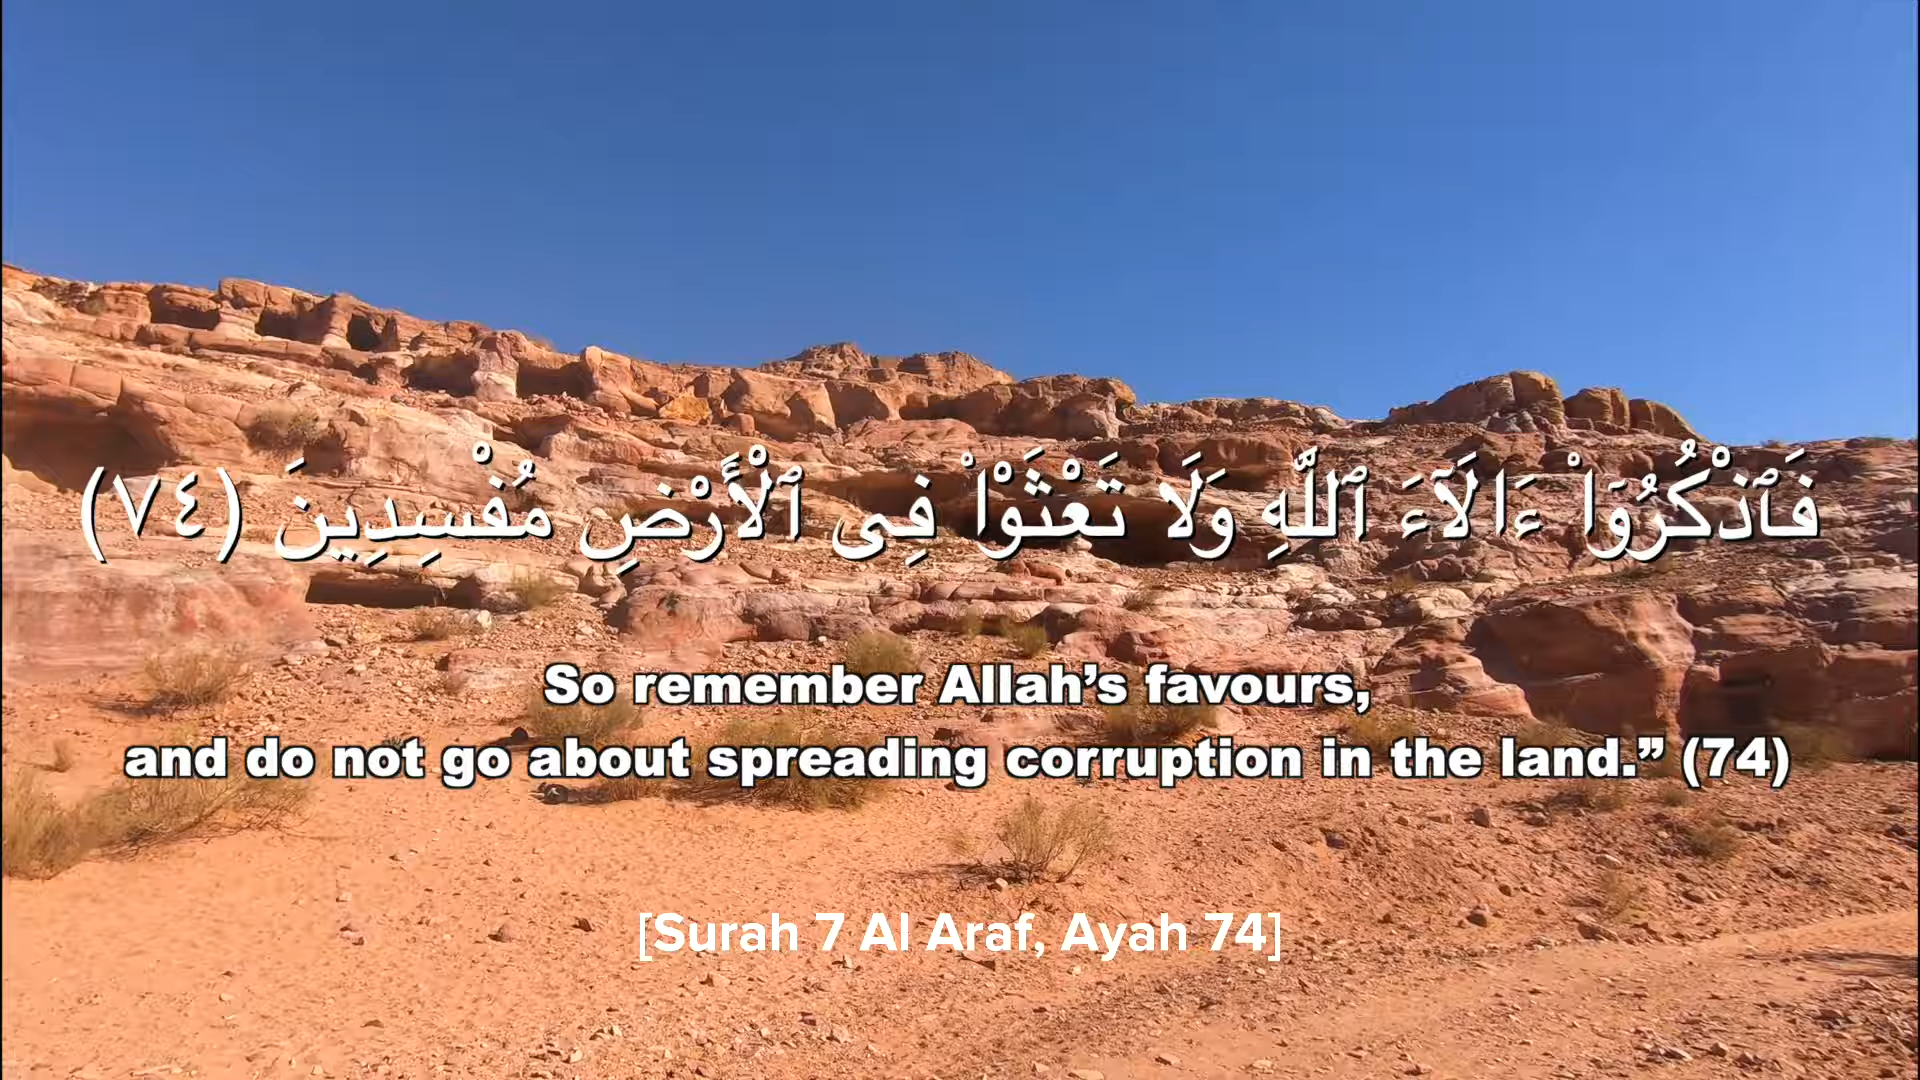 فَٱذْكُرُوٓا۟ ءَالَآءَ ٱللَّهِ وَلَا تَعْثَوْا۟ فِى ٱلْأَرْضِ مُفْسِدِينَ (٧٤)
So remember Allah’s favours,
and do not go about spreading corruption in the land.” (74)
[Surah 7 Al Araf, Ayah 74]